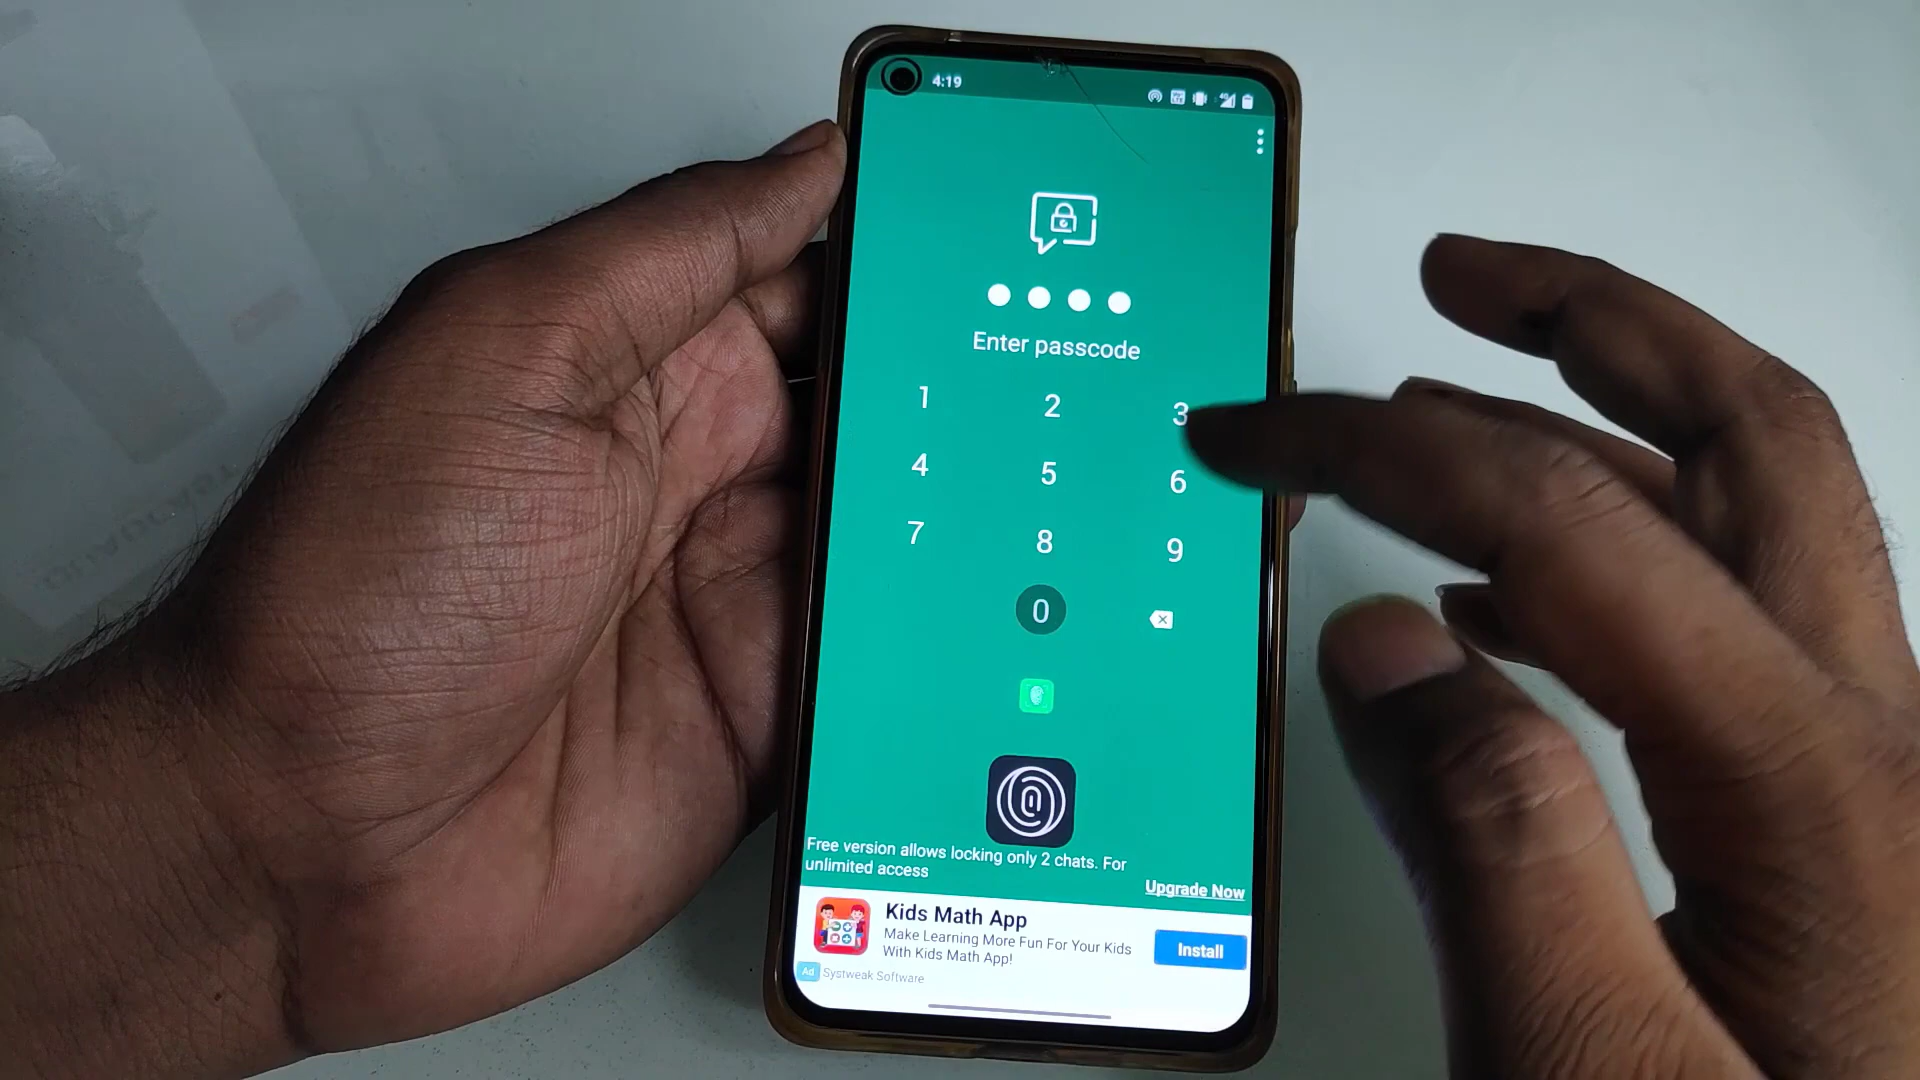 4:19
Enter passcode
1 2 3
4 5 6
7 8 9
0
Free version allows locking only 2 chats. For
unlimited access
Upgrade Now
Kids Math App
Make Learning More Fun For Your Kids
With Kids Math App!
Install
Ad Systweak Software